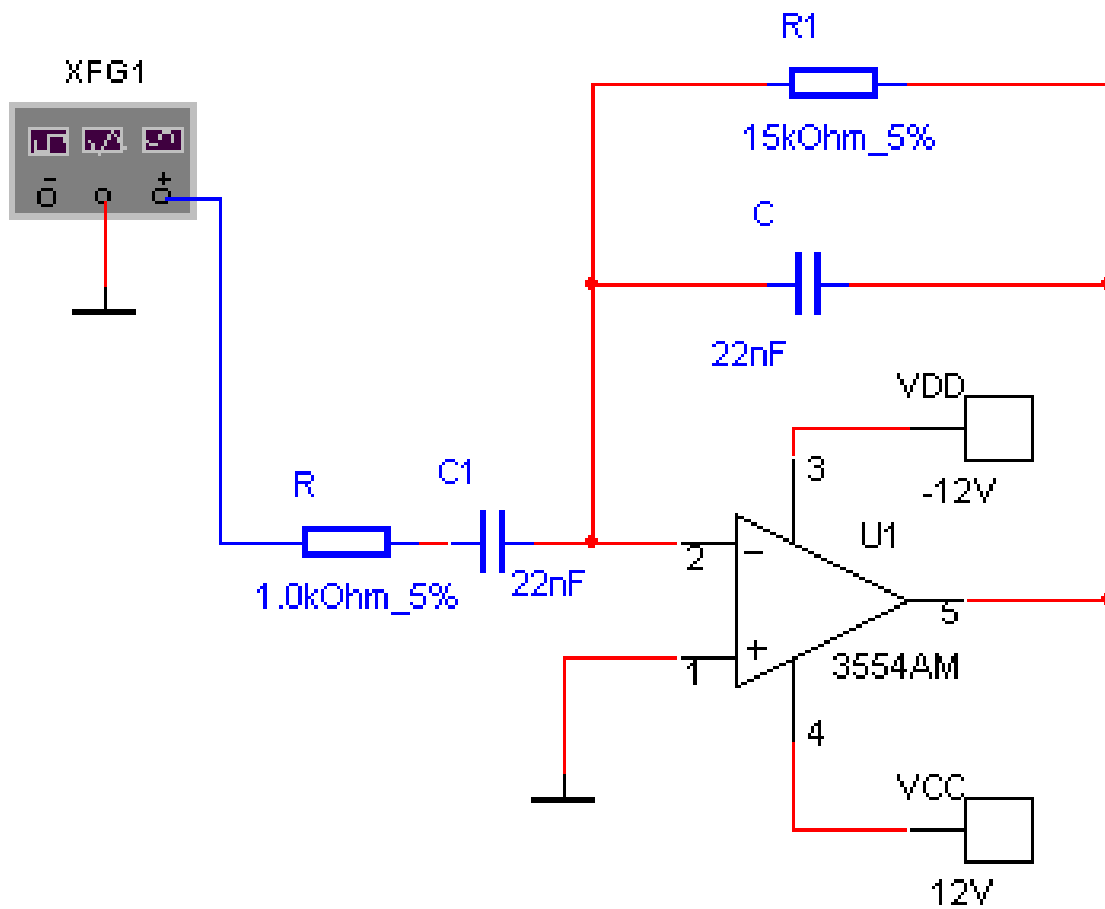 R1
XFG1
15kOhm_5%
C
22nF
VDD
3
-12V
R
C1
U1
2
1.0kOhm_5%
22nF
5
1
3554AM
4
VCC
12V